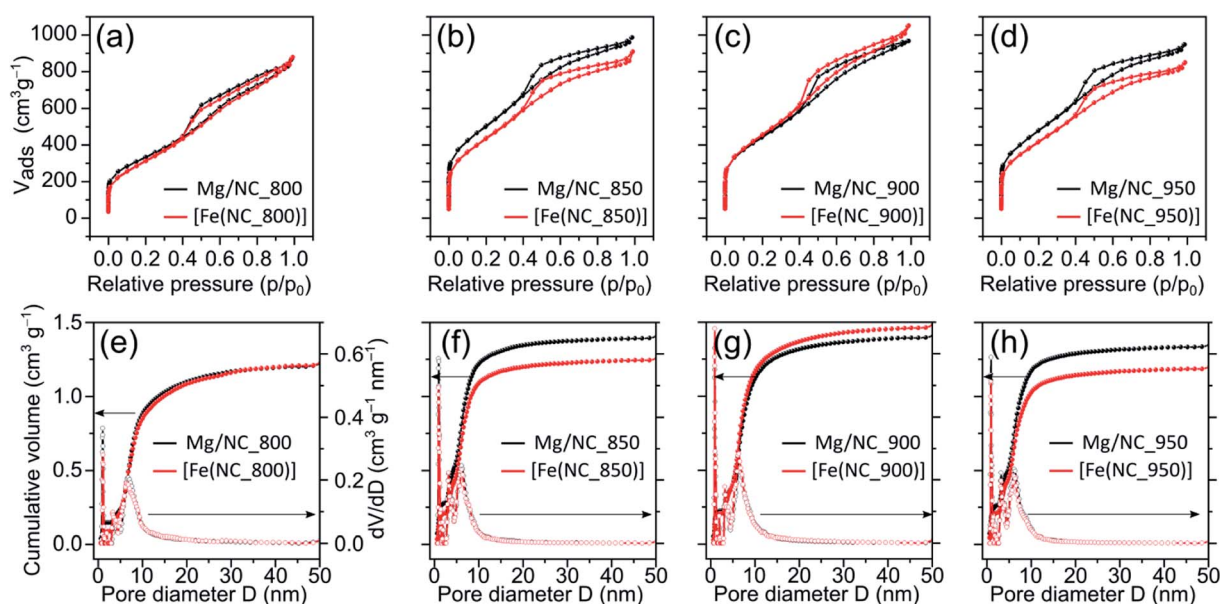 (a) (b) (c) (d)
1000
800
600
400
200
0
V_ads (cm³g⁻¹)
Mg/NC_800
[Fe(NC_800)]
Mg/NC_850
[Fe(NC_850)]
Mg/NC_900
[Fe(NC_900)]
Mg/NC_950
[Fe(NC_950)]
0.0 0.2 0.4 0.6 0.8 1.0
0.0 0.2 0.4 0.6 0.8 1.0
0.0 0.2 0.4 0.6 0.8 1.0
0.0 0.2 0.4 0.6 0.8 1.0
Relative pressure (p/p₀)
Relative pressure (p/p₀)
Relative pressure (p/p₀)
Relative pressure (p/p₀)
(e) (f) (g) (h)
1.5
1.0
0.5
0.0
Cumulative volume (cm³ g⁻¹)
0.6
0.4
0.2
0.0
dV/dD (cm³ g⁻¹ nm⁻¹)
Mg/NC_800
[Fe(NC_800)]
Mg/NC_850
[Fe(NC_850)]
Mg/NC_900
[Fe(NC_900)]
Mg/NC_950
[Fe(NC_950)]
0 10 20 30 40 50
0 10 20 30 40 50
0 10 20 30 40 50
0 10 20 30 40 50
Pore diameter D (nm)
Pore diameter D (nm)
Pore diameter D (nm)
Pore diameter D (nm)